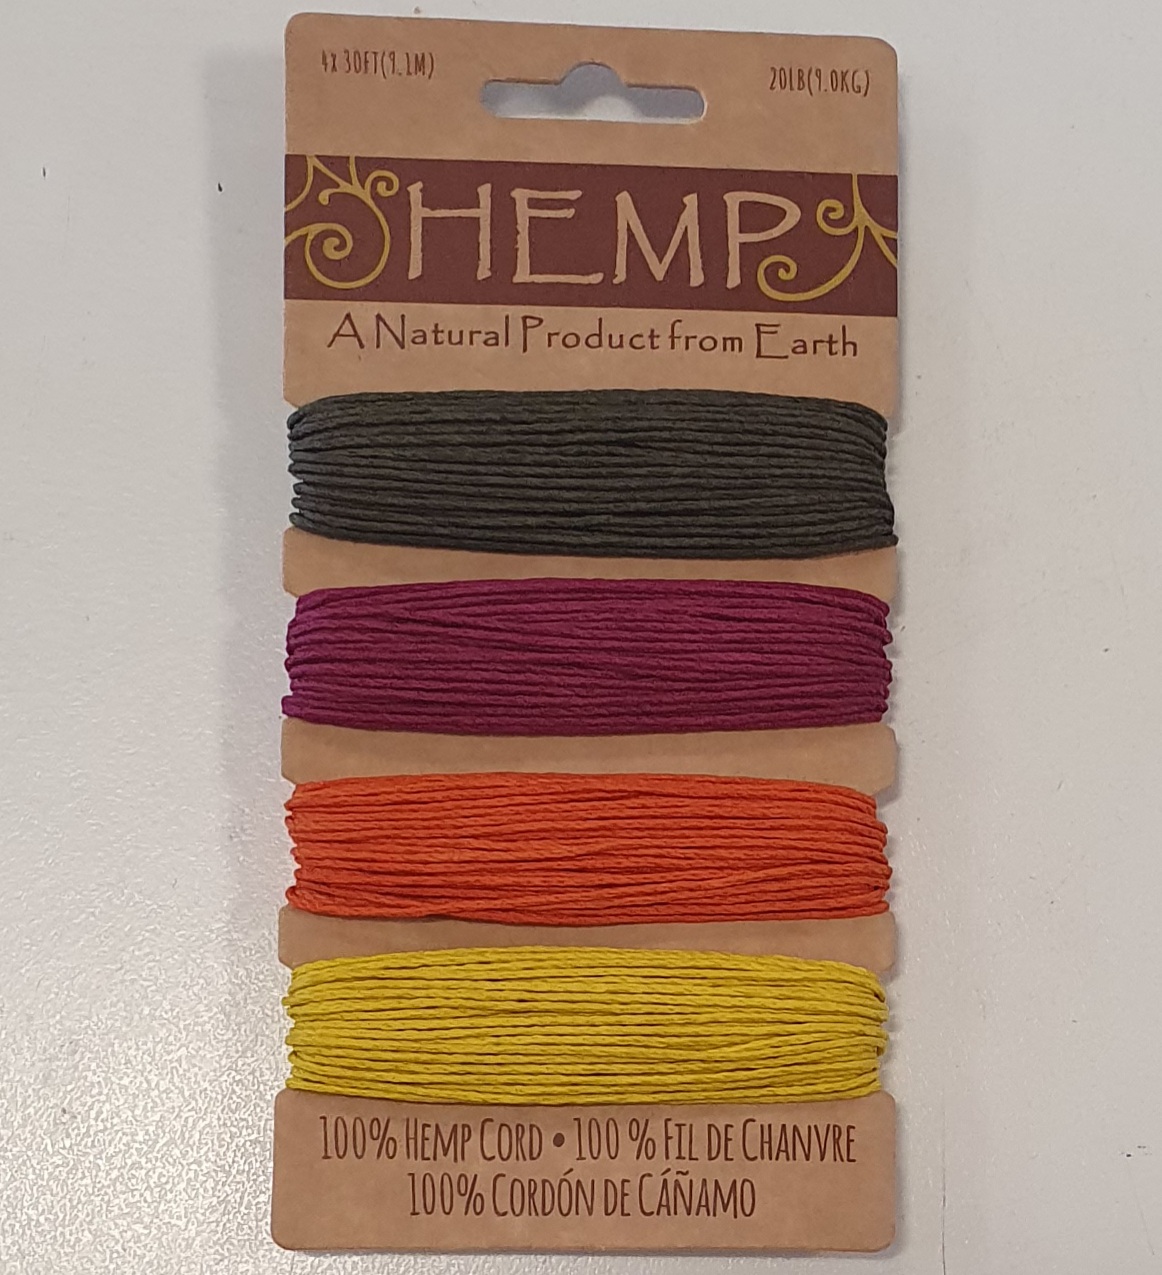 4x 30FT(9.1M)
20LB(9.0KG)
HEMP
A Natural Product from Earth
100% HEMP CORD • 100 % FIL DE CHANVRE
100% CORDÓN DE CÁÑAMO